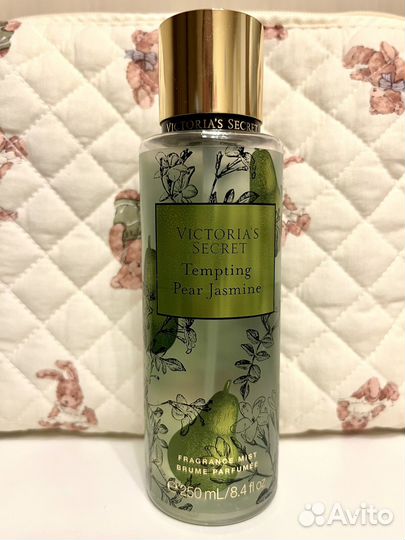 VICTORIA'S SECRET
VICTORIA'S
SECRET
Tempting
Pear Jasmine
FRAGRANCE MIST
BRUME PARFUMÉE
℮ 250 mL/8.4 fl oz
Avito